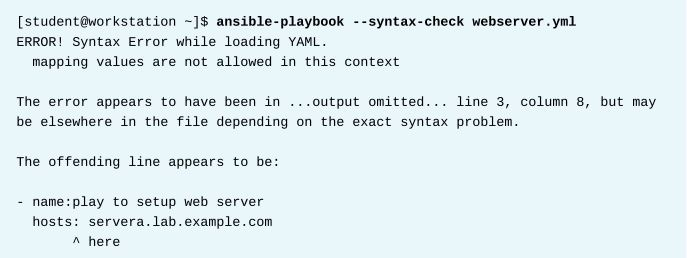 [student@workstation ~]$ ansible-playbook --syntax-check webserver.yml
ERROR! Syntax Error while loading YAML.
  mapping values are not allowed in this context

The error appears to have been in ...output omitted... line 3, column 8, but may
be elsewhere in the file depending on the exact syntax problem.

The offending line appears to be:

- name:play to setup web server
  hosts: servera.lab.example.com
       ^ here